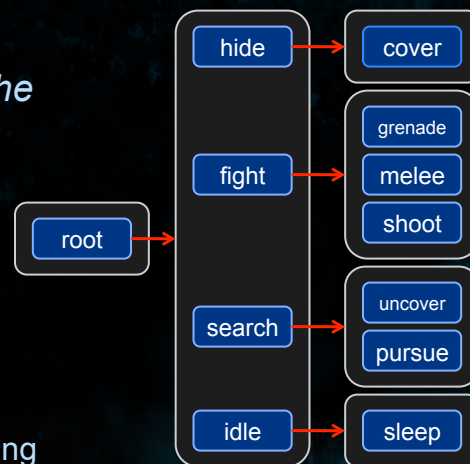 he
root
hide
fight
search
idle
cover
grenade
melee
shoot
uncover
pursue
sleep
ng